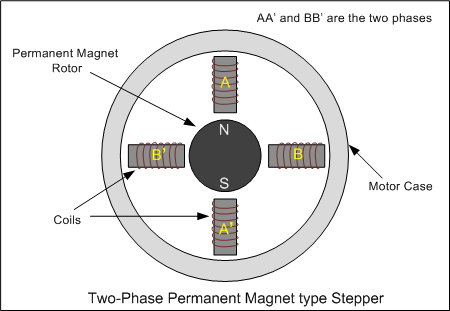 AA' and BB' are the two phases
Permanent Magnet
Rotor
A
N
B'
B
S
Motor Case
Coils
A'
Two-Phase Permanent Magnet type Stepper